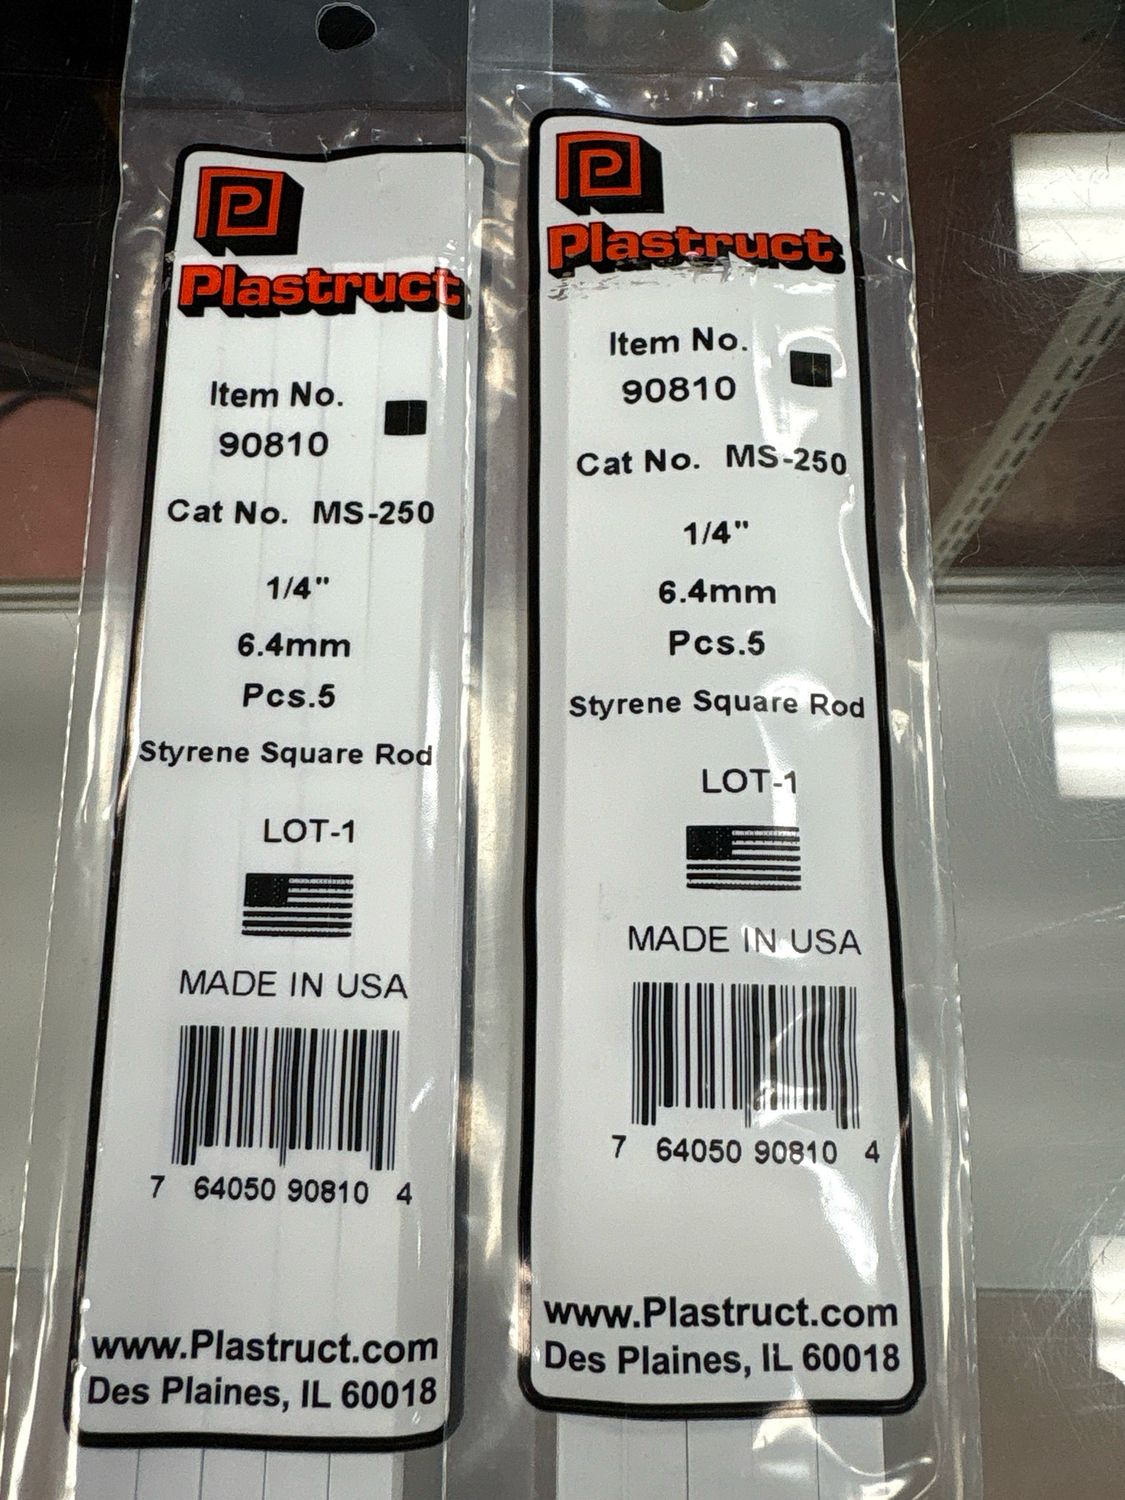 Plastruct
Item No.
90810
Cat No. MS-250
1/4"
6.4mm
Pcs.5
Styrene Square Rod
LOT-1
MADE IN USA
7 64050 90810 4
www.Plastruct.com
Des Plaines, IL 60018
Plastruct
Item No.
90810
Cat No. MS-250
1/4"
6.4mm
Pcs.5
Styrene Square Rod
LOT-1
MADE IN USA
7 64050 90810 4
www.Plastruct.com
Des Plaines, IL 60018